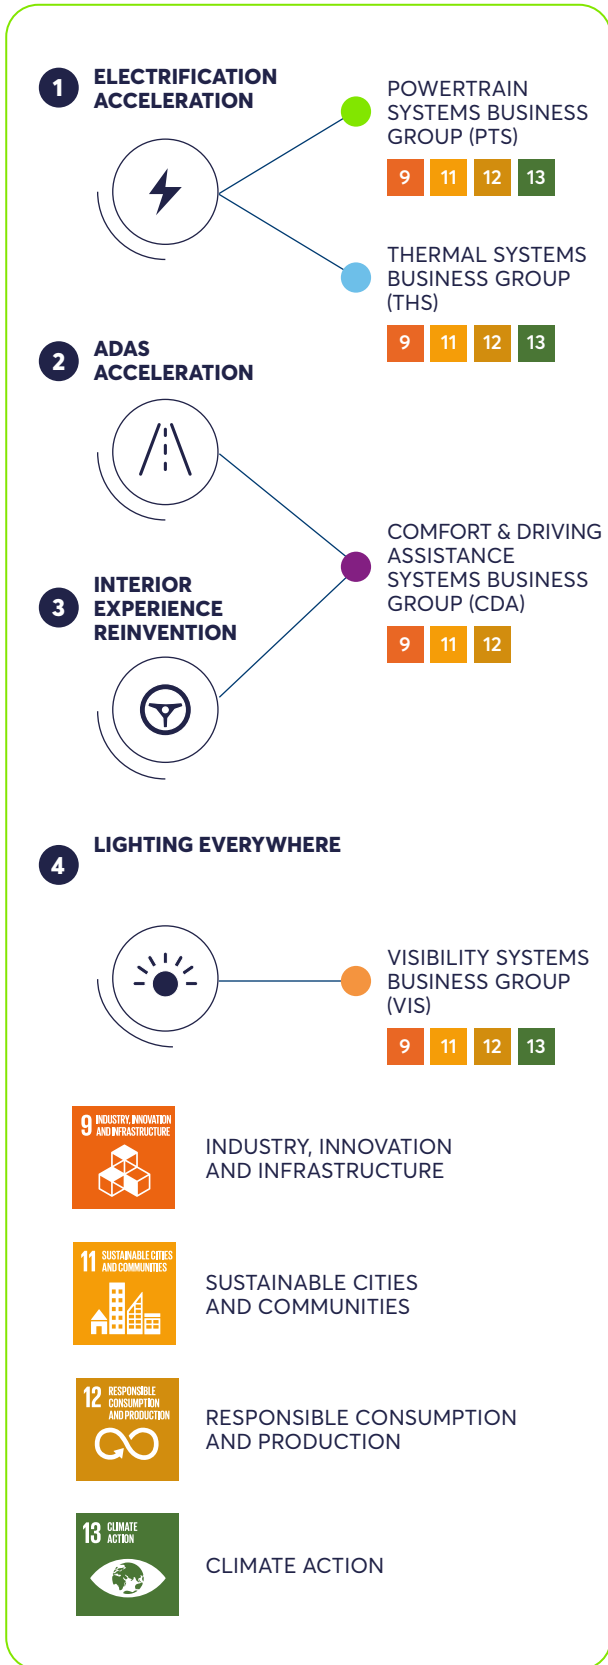 1
ELECTRIFICATION
ACCELERATION
POWERTRAIN
SYSTEMS BUSINESS
GROUP (PTS)
9 11 12 13
THERMAL SYSTEMS
BUSINESS GROUP
(THS)
9 11 12 13
2
ADAS
ACCELERATION
COMFORT & DRIVING
ASSISTANCE
SYSTEMS BUSINESS
GROUP (CDA)
9 11 12
3
INTERIOR
EXPERIENCE
REINVENTION
4
LIGHTING EVERYWHERE
VISIBILITY SYSTEMS
BUSINESS GROUP
(VIS)
9 11 12 13
9 INDUSTRY, INNOVATION
AND INFRASTRUCTURE
INDUSTRY, INNOVATION
AND INFRASTRUCTURE
11 SUSTAINABLE CITIES
AND COMMUNITIES
SUSTAINABLE CITIES
AND COMMUNITIES
12 RESPONSIBLE
CONSUMPTION
AND PRODUCTION
RESPONSIBLE CONSUMPTION
AND PRODUCTION
13 CLIMATE
ACTION
CLIMATE ACTION